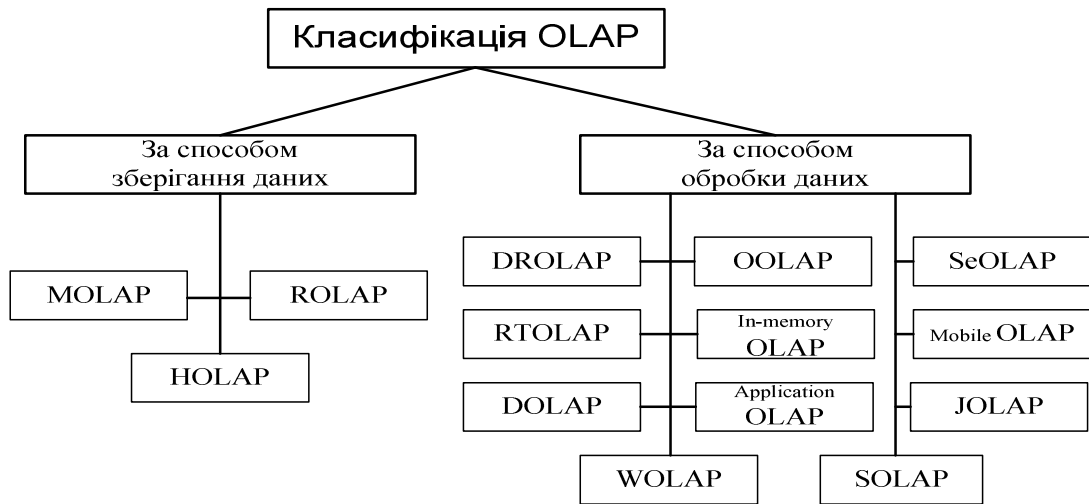 Класифікація OLAP
За способом
зберігання даних
За способом
обробки даних
MOLAP
ROLAP
HOLAP
DROLAP
OOLAP
SeOLAP
RTOLAP
In-memory
OLAP
Mobile OLAP
DOLAP
Application
OLAP
JOLAP
WOLAP
SOLAP